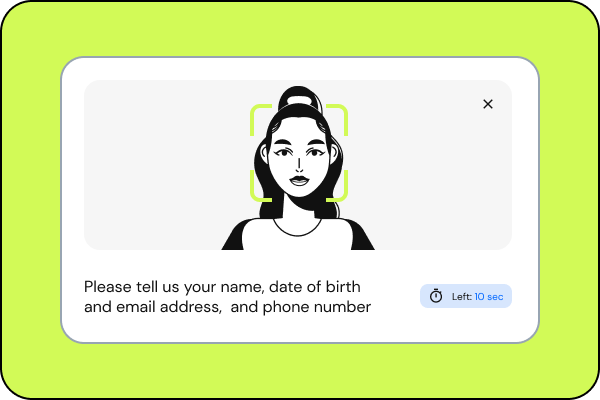 Please tell us your name, date of birth
and email address,  and phone number
Left: 10 sec